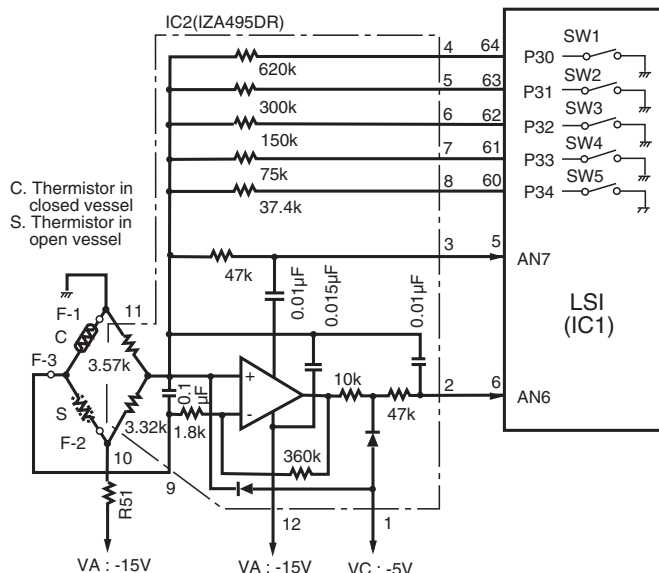 IC2(IZA495DR)
4 64
620k
P30
SW1
5 63
300k
P31
SW2
6 62
150k
P32
SW3
7 61
75k
P33
SW4
8 60
37.4k
P34
SW5
C. Thermistor in
closed vessel
S. Thermistor in
open vessel
3 5
47k
AN7
0.01µF
0.015µF
0.01µF
LSI
(IC1)
F-1
11
C
F-3
3.57k
S
3.32k
F-2
10
0.1
µF
+
-
1.8k
10k
47k
2 6
AN6
360k
9
R51
12
1
VA : -15V
VA : -15V
VC : -5V